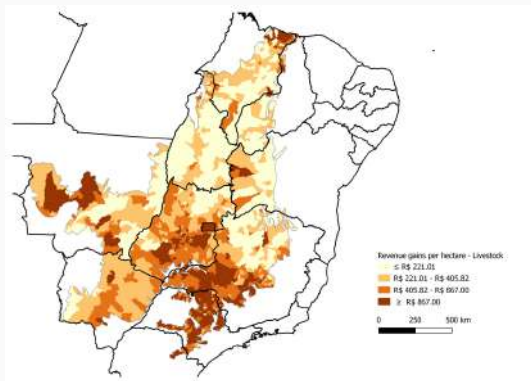 Revenue gains per hectare - Livestock
≤ R$ 221.01
R$ 221.01 - R$ 405.82
R$ 405.82 - R$ 867.00
≥ R$ 867.00
0 250 500 km